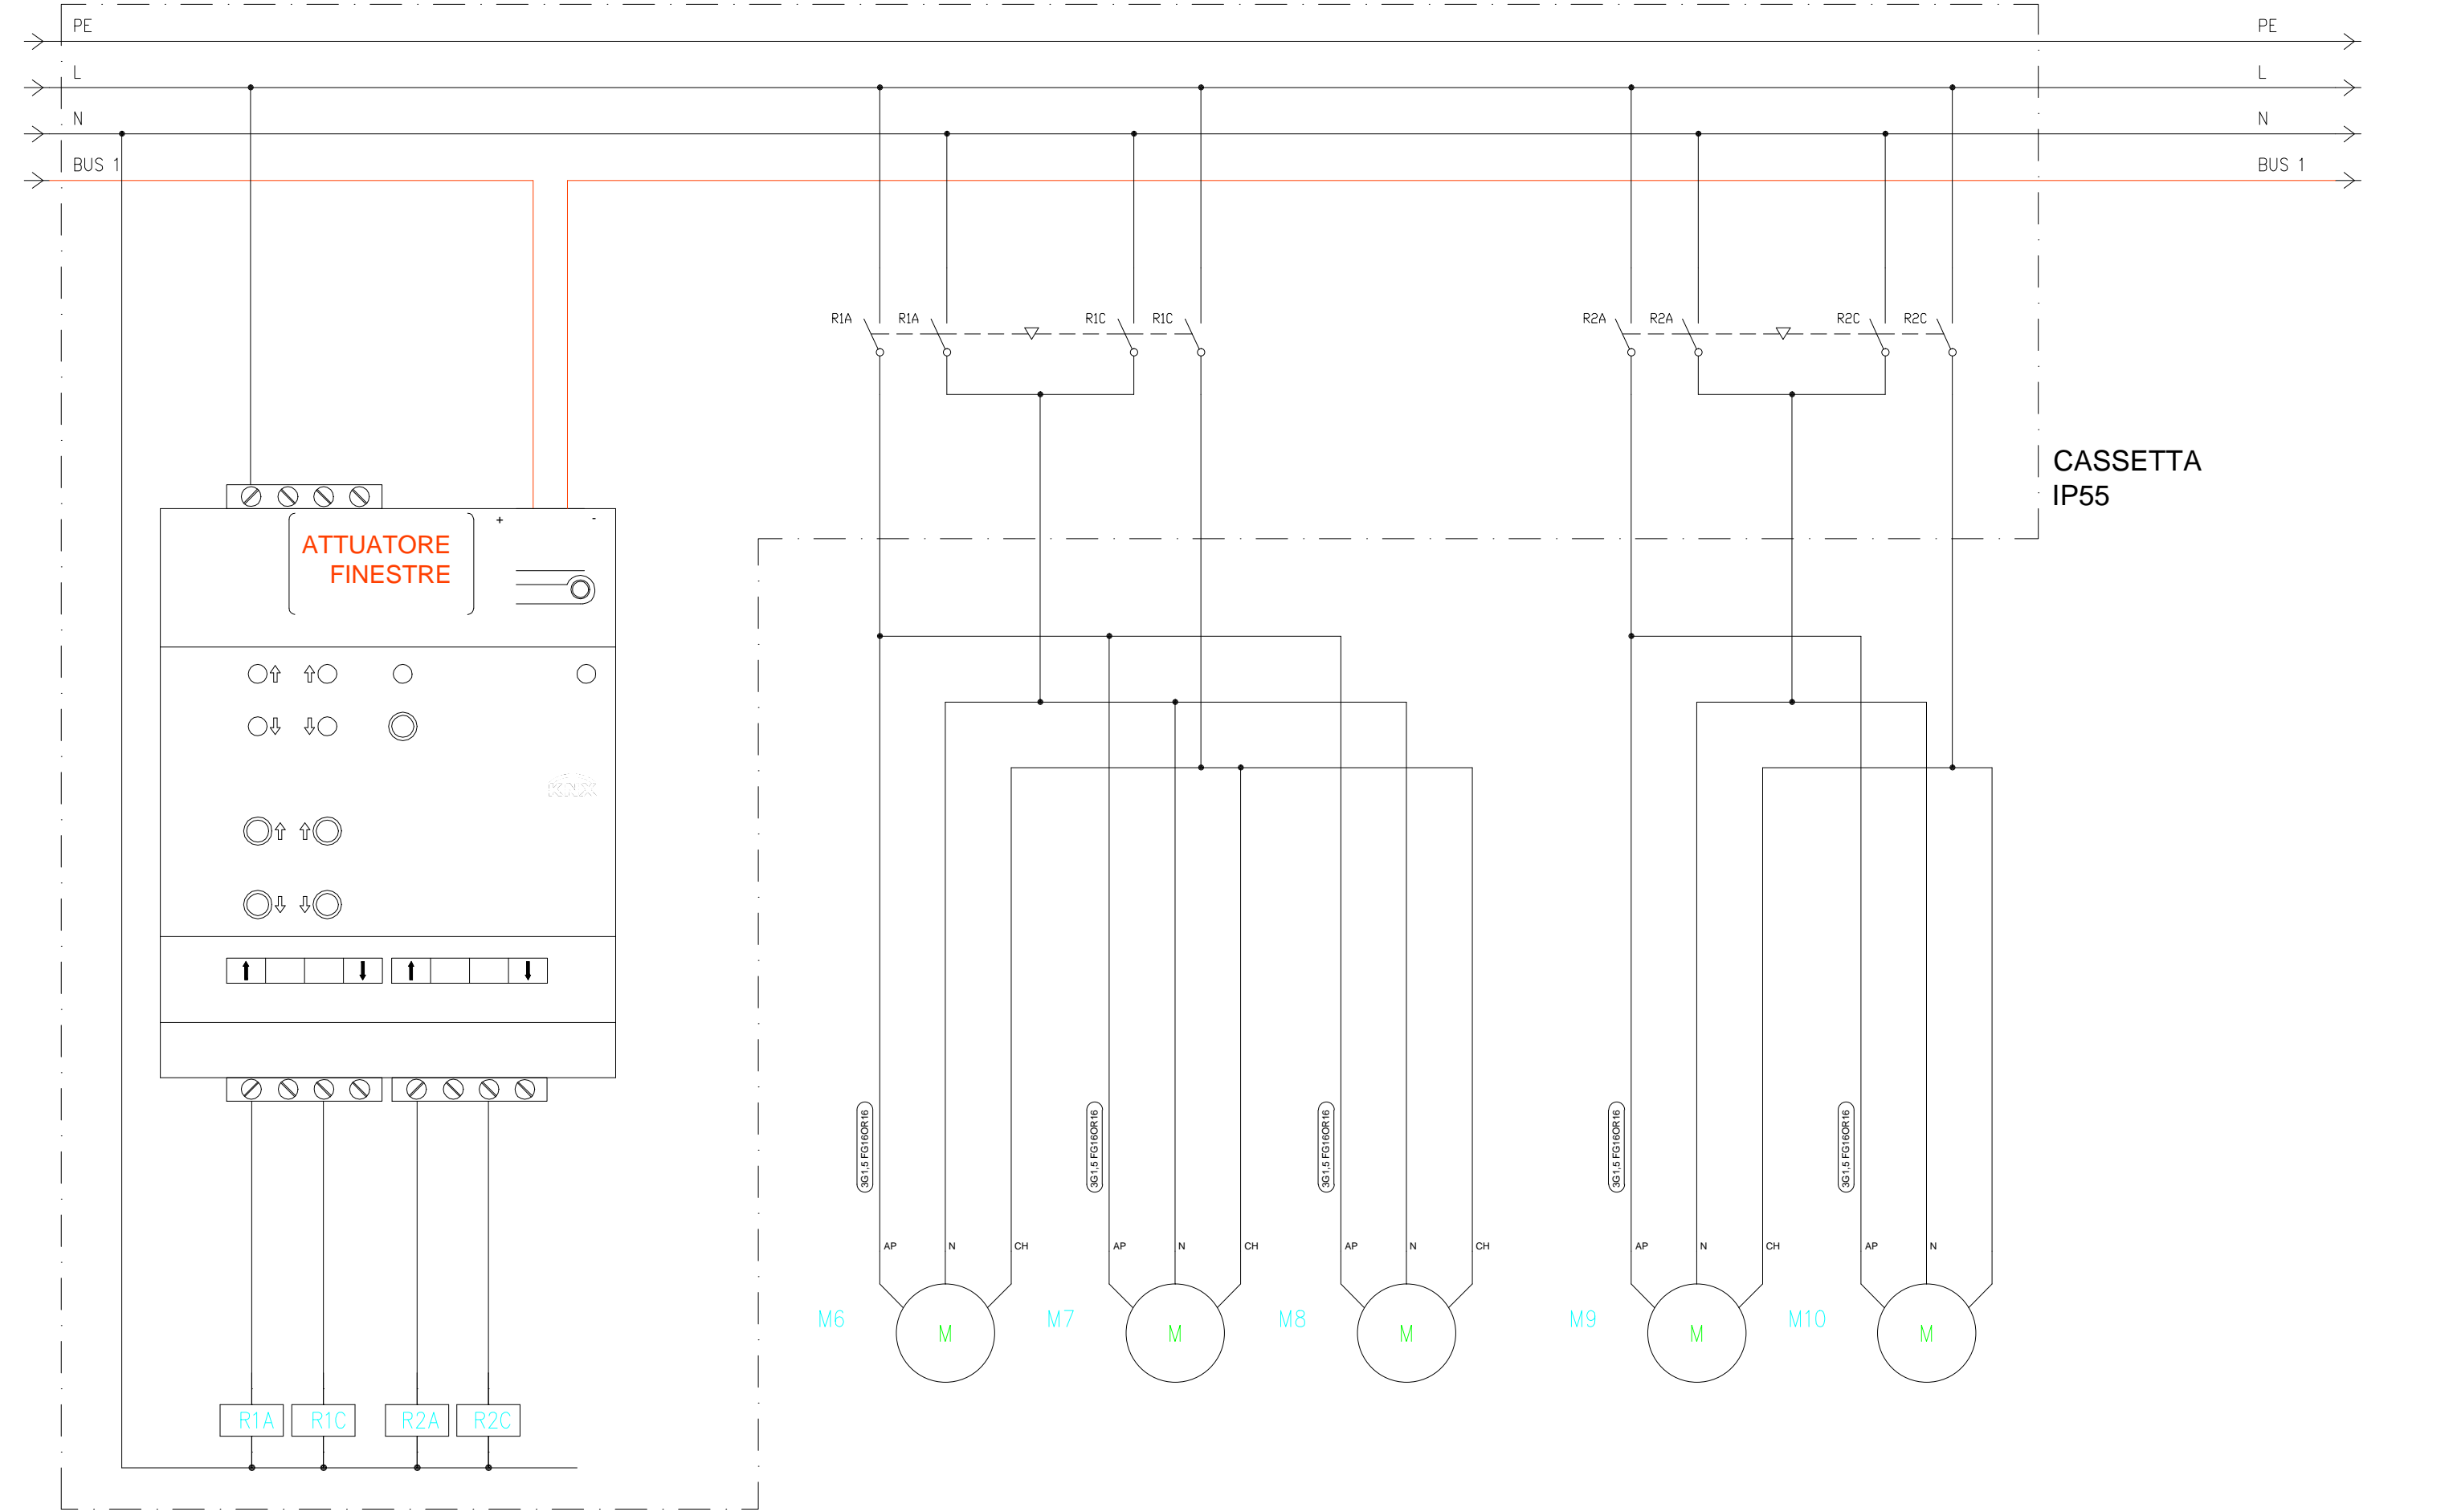 PE PE
L L
N N
BUS 1 BUS 1
R1A R1A R1C R1C R2A R2A R2C R2C
CASSETTA
IP55
+ -
ATTUATORE
FINESTRE
KNX
3G1,5 FG16OR16 3G1,5 FG16OR16 3G1,5 FG16OR16 3G1,5 FG16OR16 3G1,5 FG16OR16
AP N CH AP N CH AP N CH AP N CH AP N
M6 M7 M8 M9 M10
M M M M M
R1A R1C R2A R2C